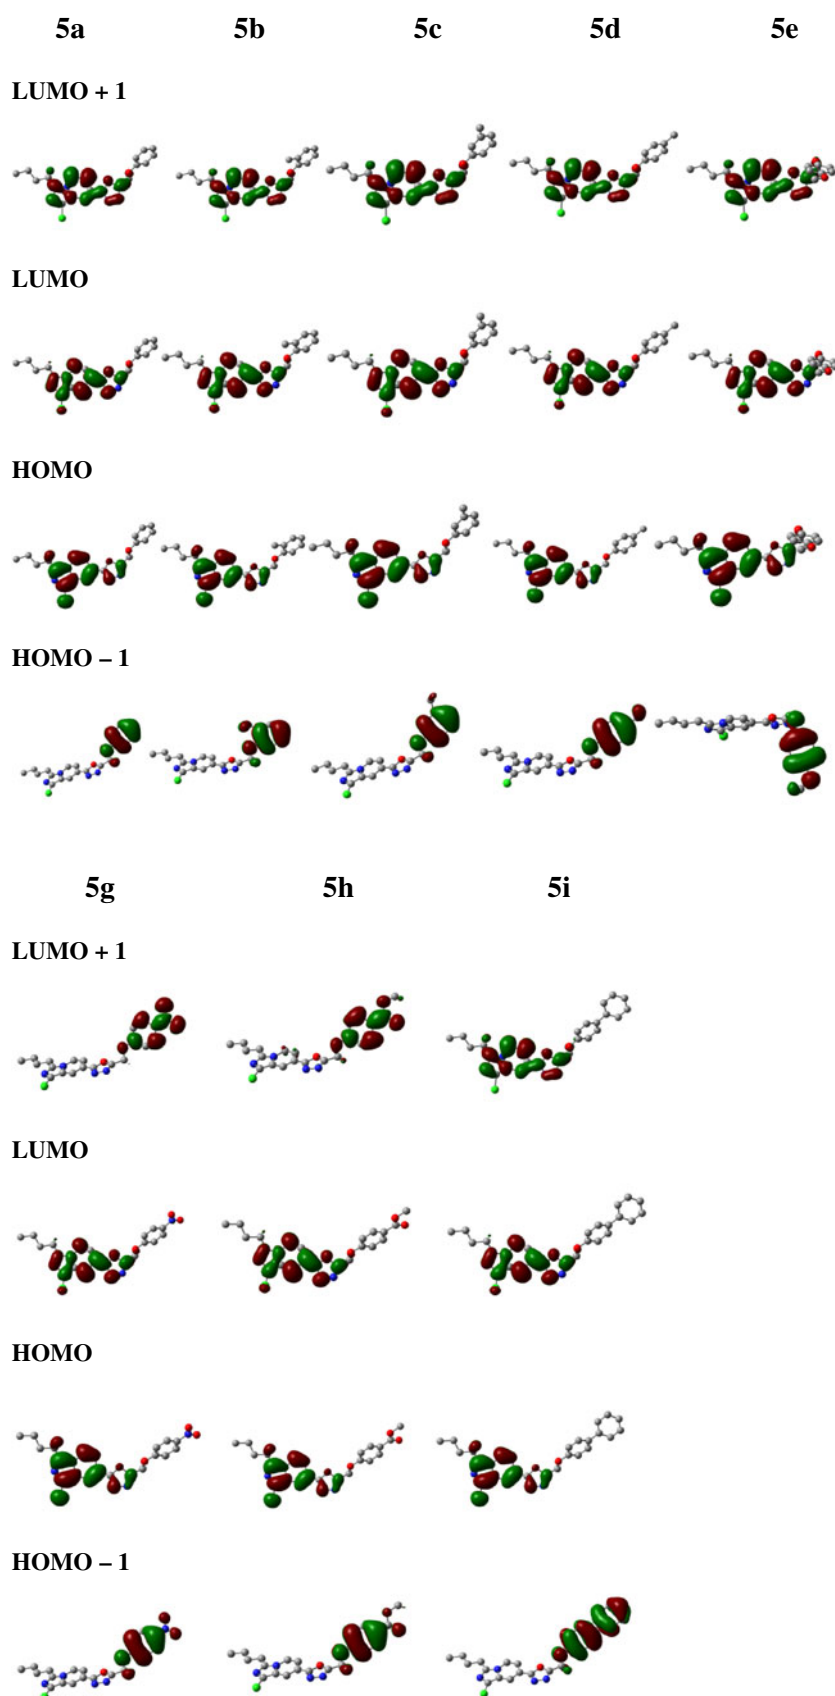 5a 5b 5c 5d 5e
LUMO + 1
LUMO
HOMO
HOMO – 1
5g 5h 5i
LUMO + 1
LUMO
HOMO
HOMO – 1